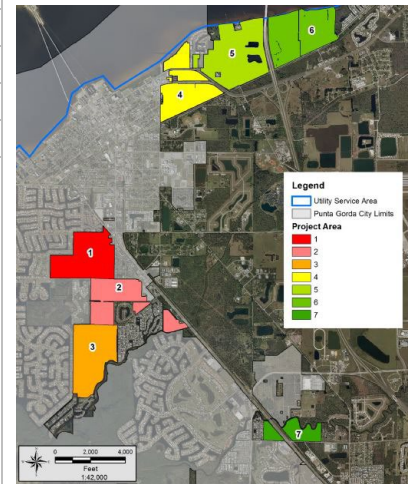 6
5
4
1
2
3
7
Legend
Utility Service Area
Punta Gorda City Limits
Project Area
1
2
3
4
5
6
7
0 2,000 4,000
Feet
1:42,000